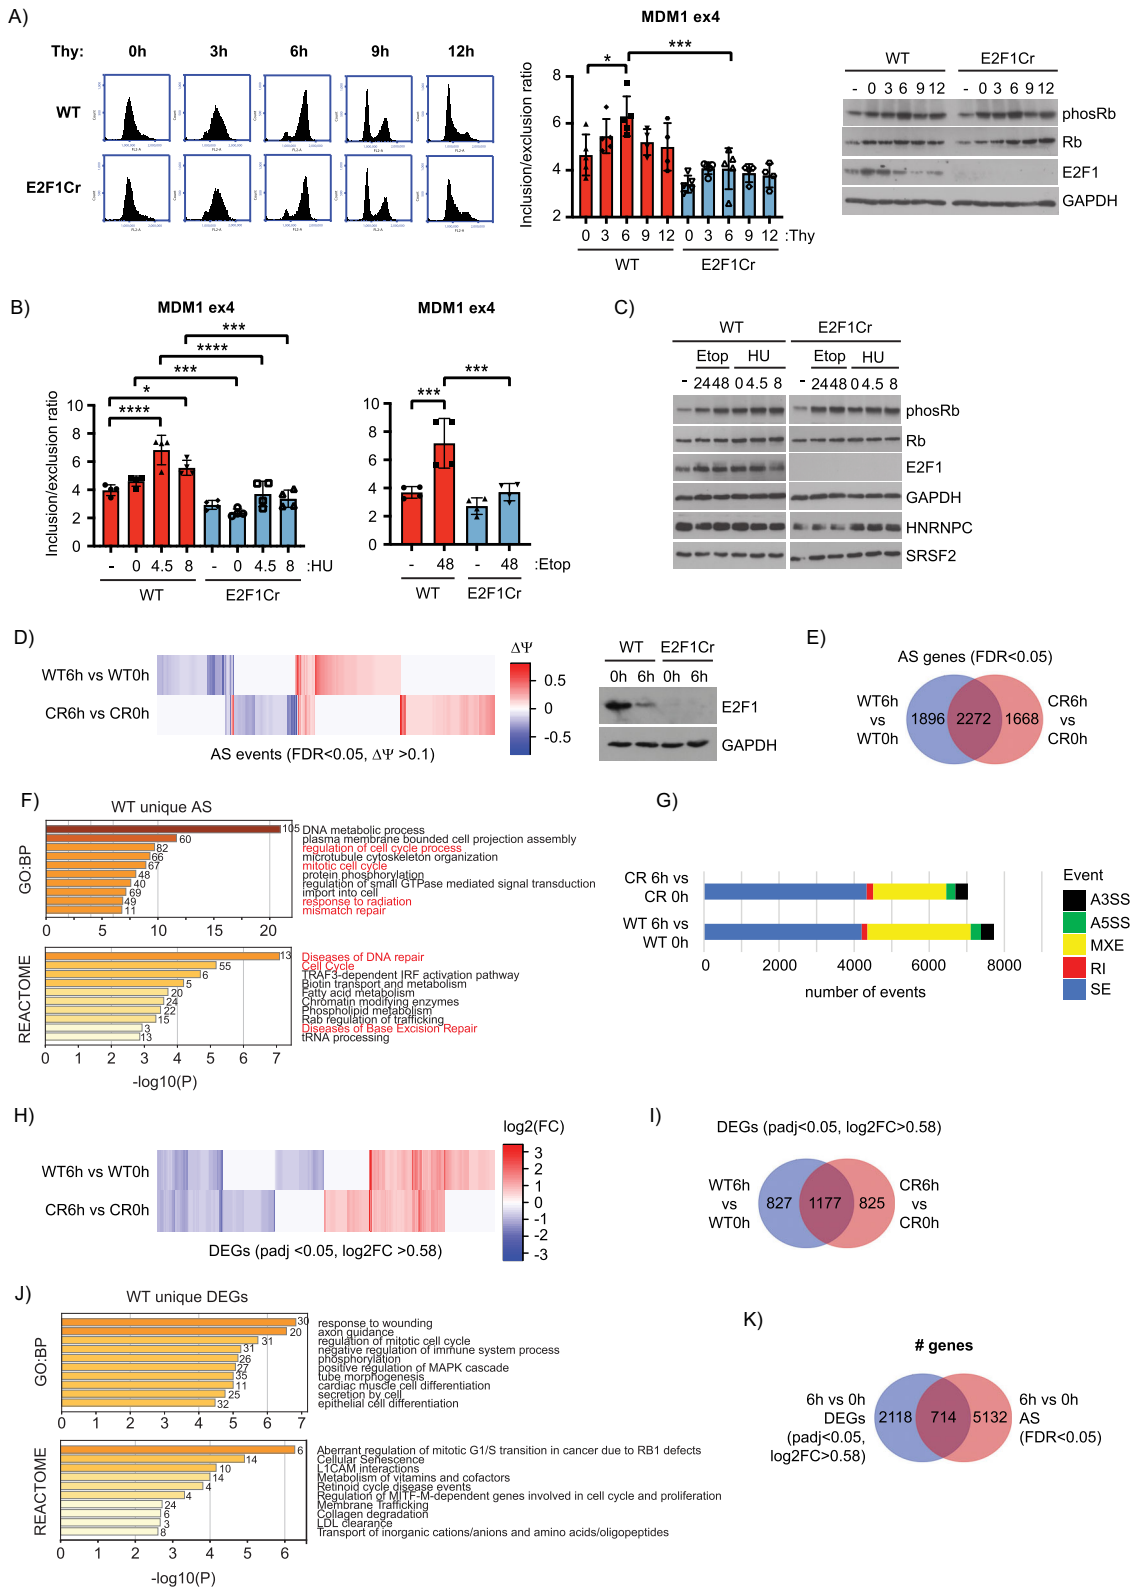 A)
Thy: 0h 3h 6h 9h 12h
WT
E2F1Cr
Count
FL2-A
1,000,000 2,000,000
MDM1 ex4
* ***
Inclusion/exclusion ratio
8
6
4
2
0 3 6 9 12 0 3 6 9 12 :Thy
WT E2F1Cr
WT E2F1Cr
- 0 3 6 9 12 - 0 3 6 9 12
phosRb
Rb
E2F1
GAPDH
B)
MDM1 ex4
***
****
***
*
****
Inclusion/exclusion ratio
10
8
6
4
2
0
- 0 4.5 8 - 0 4.5 8 :HU
WT E2F1Cr
MDM1 ex4
*** ***
10
8
6
4
2
0
- 48 - 48 :Etop
WT E2F1Cr
C)
WT E2F1Cr
Etop HU Etop HU
- 24 48 0 4.5 8 - 24 48 0 4.5 8
phosRb
Rb
E2F1
GAPDH
HNRNPC
SRSF2
D)
WT6h vs WT0h
CR6h vs CR0h
AS events (FDR<0.05, ΔΨ >0.1)
ΔΨ
0.5
0
-0.5
WT E2F1Cr
0h 6h 0h 6h
E2F1
GAPDH
E)
AS genes (FDR<0.05)
WT6h
vs
WT0h
1896 2272 1668
CR6h
vs
CR0h
F)
WT unique AS
GO:BP
105 DNA metabolic process
60 plasma membrane bounded cell projection assembly
82 regulation of cell cycle process
66 microtubule cytoskeleton organization
67 mitotic cell cycle
48 protein phosphorylation
40 regulation of small GTPase mediated signal transduction
69 import into cell
49 response to radiation
11 mismatch repair
0 5 10 15 20
REACTOME
13 Diseases of DNA repair
55 Cell Cycle
6 TRAF3-dependent IRF activation pathway
5 Biotin transport and metabolism
20 Fatty acid metabolism
24 Chromatin modifying enzymes
22 Phospholipid metabolism
15 Rab regulation of trafficking
3 Diseases of Base Excision Repair
13 tRNA processing
0 1 2 3 4 5 6 7
-log10(P)
G)
CR 6h vs
CR 0h
WT 6h vs
WT 0h
0 2000 4000 6000 8000
number of events
Event
A3SS
A5SS
MXE
RI
SE
H)
WT6h vs WT0h
CR6h vs CR0h
DEGs (padj <0.05, log2FC >0.58)
log2(FC)
3
2
1
0
-1
-2
-3
I)
DEGs (padj<0.05, log2FC>0.58)
WT6h
vs
WT0h
827 1177 825
CR6h
vs
CR0h
J)
WT unique DEGs
GO:BP
30 response to wounding
20 axon guidance
31 regulation of mitotic cell cycle
31 negative regulation of immune system process
26 phosphorylation
27 positive regulation of MAPK cascade
35 tube morphogenesis
11 cardiac muscle cell differentiation
25 secretion by cell
32 epithelial cell differentiation
0 1 2 3 4 5 6 7
REACTOME
6 Aberrant regulation of mitotic G1/S transition in cancer due to RB1 defects
14 Cellular Senescence
10 L1CAM interactions
14 Metabolism of vitamins and cofactors
4 Retinoid cycle disease events
4 Regulation of MITF-M-dependent genes involved in cell cycle and proliferation
24 Membrane Trafficking
6 Collagen degradation
3 LDL clearance
8 Transport of inorganic cations/anions and amino acids/oligopeptides
0 1 2 3 4 5 6
-log10(P)
K)
# genes
6h vs 0h
DEGs
(padj<0.05,
log2FC>0.58)
2118 714 5132
6h vs 0h
AS
(FDR<0.05)